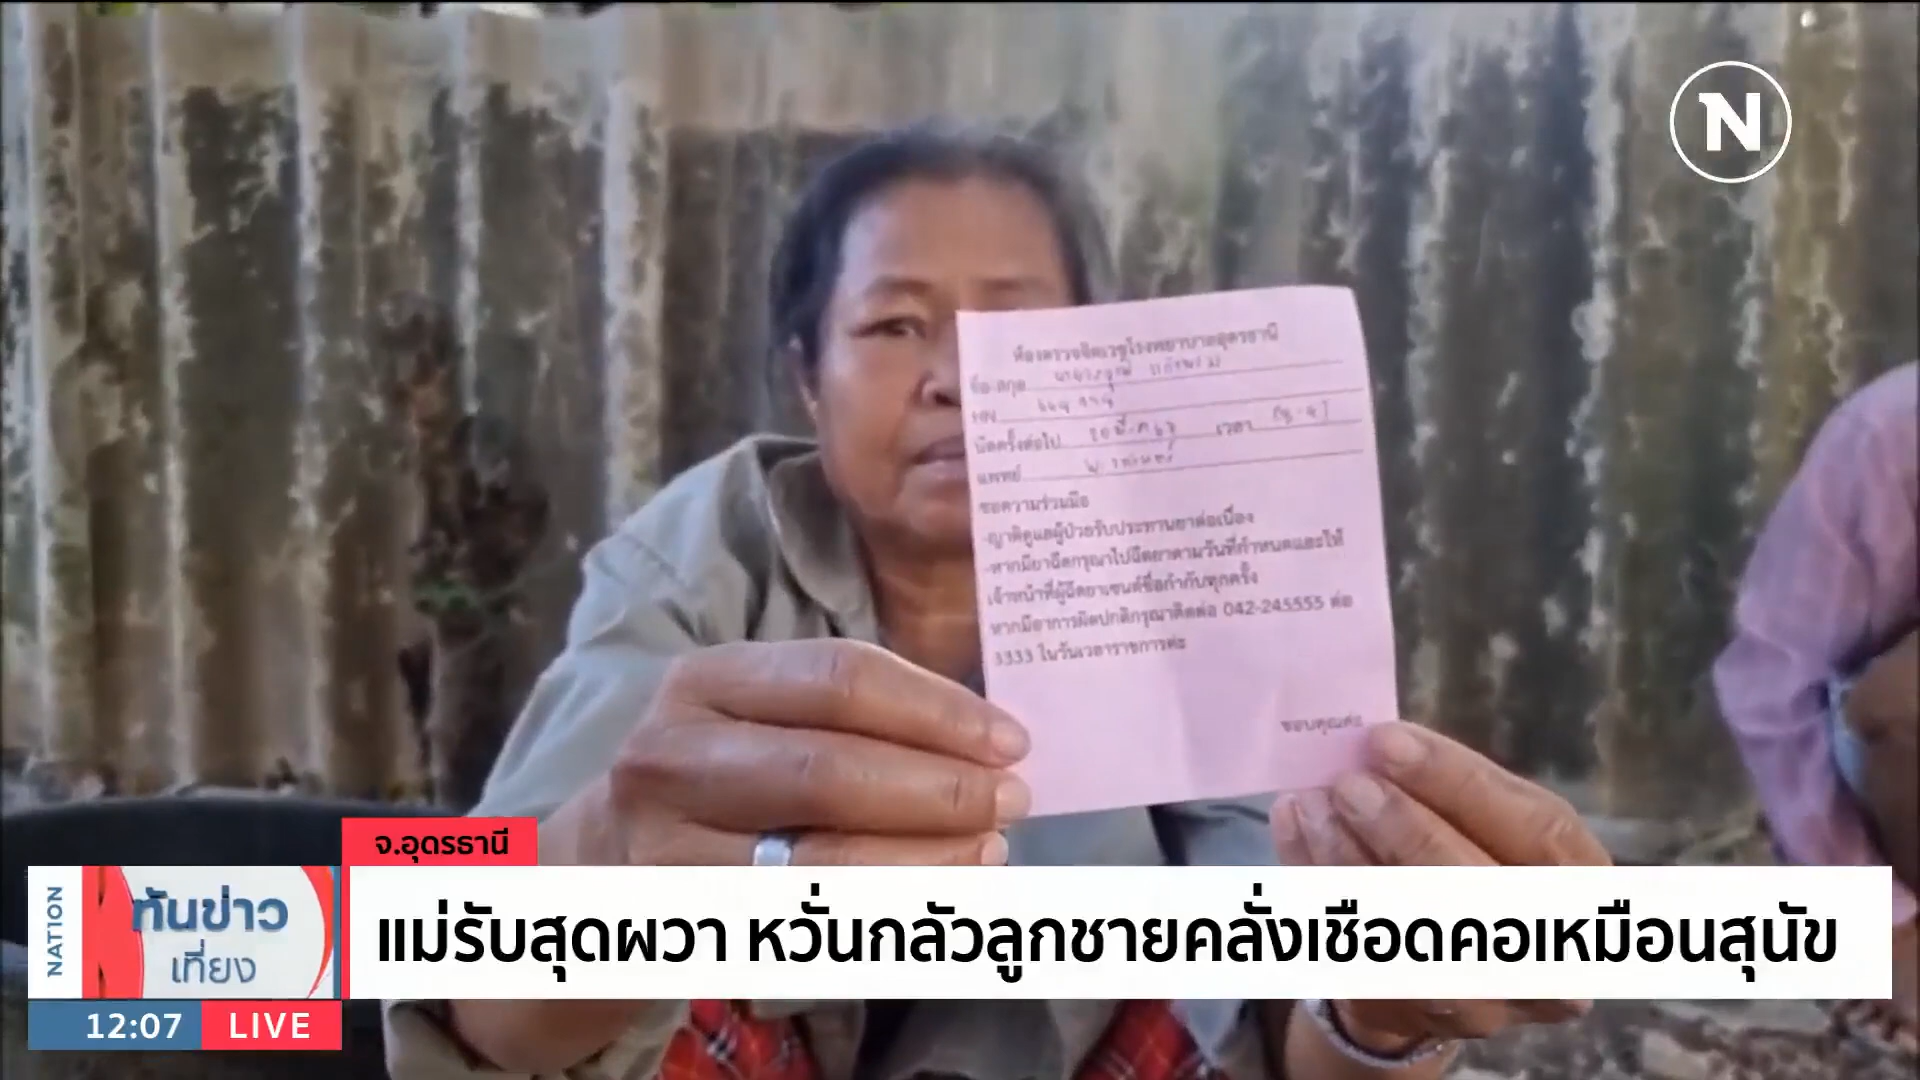 N
ห้องตรวจจิตเวชโรงพยาบาลอุดรธานี
ชื่อ-สกุล
HN
นัดครั้งต่อไป เวลา
แพทย์
ขอความร่วมมือ
-ญาติดูแลผู้ป่วยรับประทานยาต่อเนื่อง
-หากมียาฉีดกรุณาไปฉีดยาตามวันที่กำหนดและให้
เจ้าหน้าที่ผู้ฉีดยาเซนต์ชื่อกำกับทุกครั้ง
หากมีอาการผิดปกติกรุณาติดต่อ 042-245555 ต่อ
3333 ในวันเวลาราชการค่ะ
ขอบคุณค่ะ
จ.อุดรธานี
NATION
ทันข่าว
เที่ยง
แม่รับสุดผวา หวั่นกลัวลูกชายคลั่งเชือดคอเหมือนสุนัข
12:07 LIVE